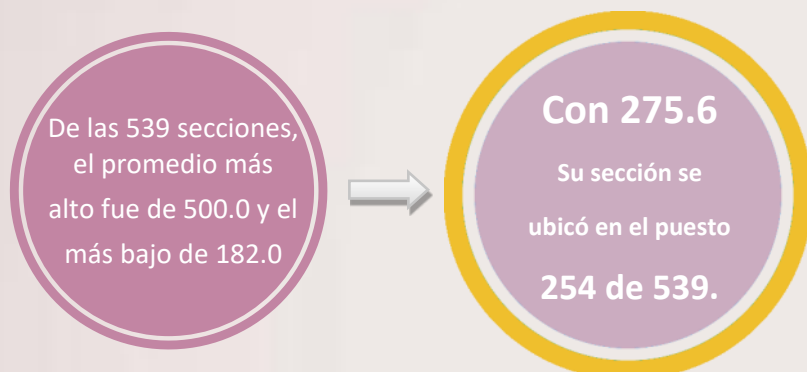 De las 539 secciones,
el promedio más
alto fue de 500.0 y el
más bajo de 182.0
Con 275.6
Su sección se
ubicó en el puesto
254 de 539.